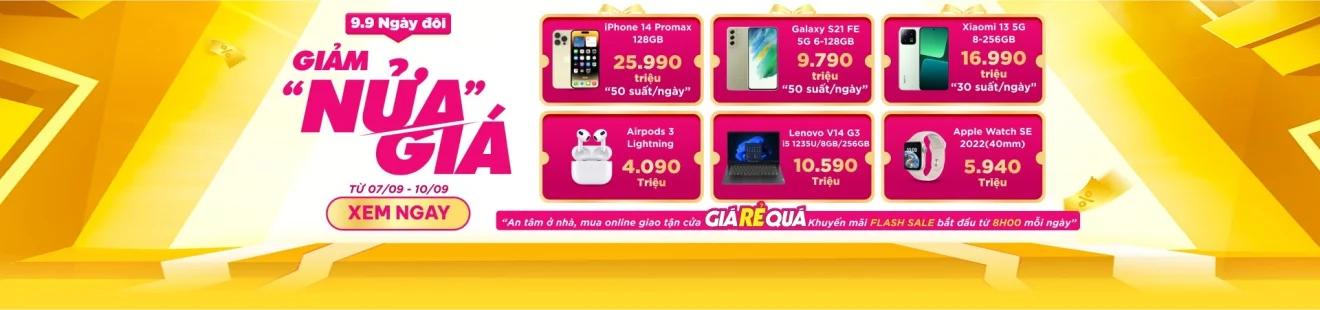 9.9 Ngày đôi
GIẢM
“NỬA”
GIÁ
TỪ 07/09 - 10/09
XEM NGAY
iPhone 14 Promax
128GB
25.990
triệu
“50 suất/ngày”
Galaxy S21 FE
5G 6-128GB
9.790
triệu
“50 suất/ngày”
Xiaomi 13 5G
8-256GB
16.990
triệu
“30 suất/ngày”
Airpods 3
Lightning
4.090
Triệu
Lenovo V14 G3
i5 1235U/8GB/256GB
10.590
Triệu
Apple Watch SE
2022(40mm)
5.940
Triệu
“An tâm ở nhà, mua online giao tận cửa GIÁ RẺ QUÁ Khuyến mãi FLASH SALE bắt đầu từ 8H00 mỗi ngày”